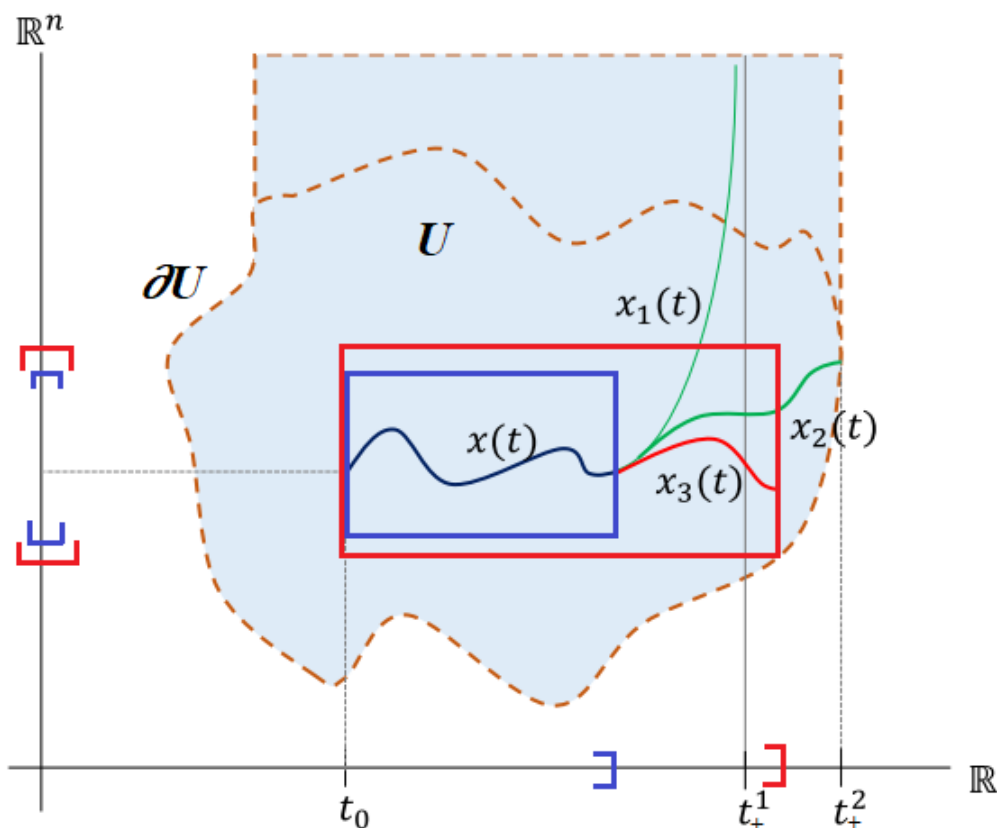 ℝⁿ
U
∂U
x₁(t)
x(t)
x₂(t)
x₃(t)
ℝ
t₀
t₊¹
t₊²